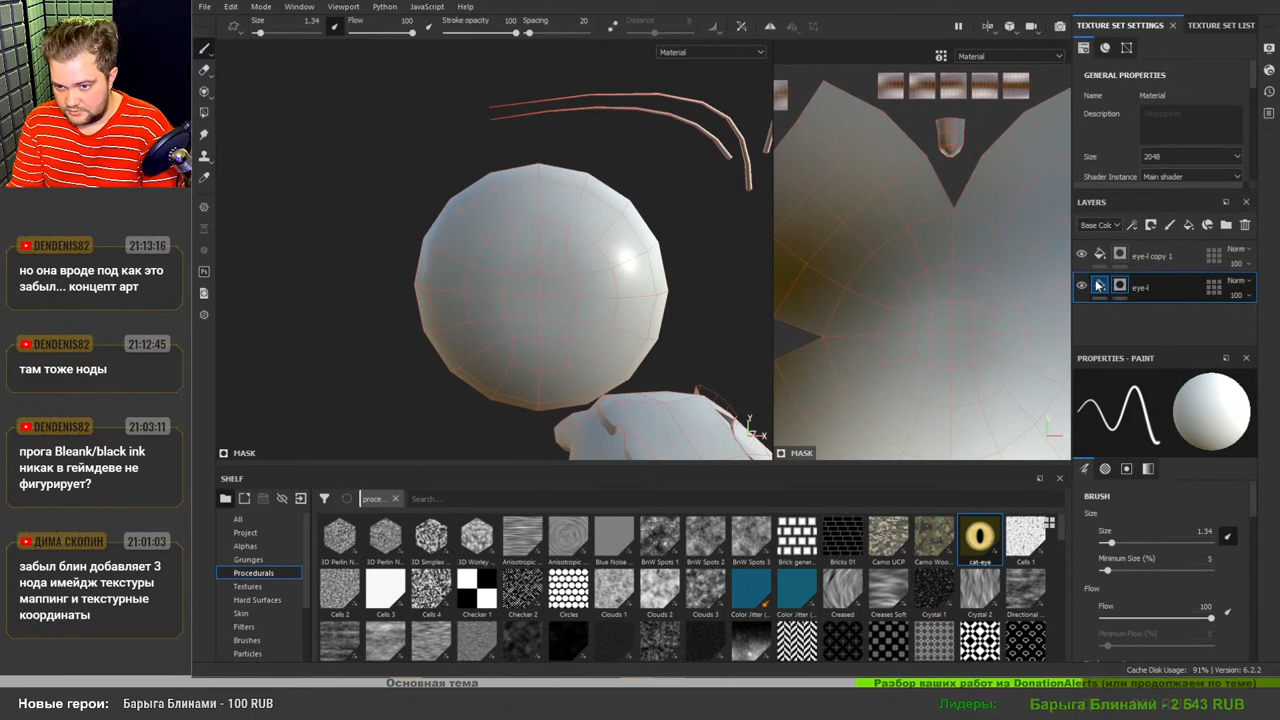 File Edit Mode Window Viewport Python JavaScript Help
Size 1.34 Flow 100 Stroke opacity 100 Spacing 20 Distance 8
Material
Material
TEXTURE SET SETTINGS TEXTURE SET LIST
GENERAL PROPERTIES
Name Material
Description Description
Size 2048
Shader Instance Main shader
LAYERS
Base Colo
Norm
eye-l copy 1
100
Norm
eye-l
100
PROPERTIES - PAINT
MASK
MASK
Y
X
V
BRUSH
Size
Size 1.34
Minimum Size (%) 5
Flow
Flow 100
Minimum Flow (%) 5
SHELF
proce...
Search...
All
Project
Alphas
Grunges
Procedurals
Textures
Hard Surfaces
Skin
Filters
Brushes
Particles
3D Perlin N... 3D Perlin N... 3D Simplex ... 3D Worley ... Anisotropic ... Anisotropic ... Blue Noise ... BnW Spots 1 BnW Spots 2 BnW Spots 3 Brick gener... Bricks 01 Camo UCP Camo Woo... cat-eye Cells 1
Cells 2 Cells 3 Cells 4 Checker 1 Checker 2 Circles Clouds 1 Clouds 2 Clouds 3 Color Jitter (... Color Jitter (... Creased Creases Soft Crystal 1 Crystal 2 Directional ...
Cache Disk Usage: 91% | Version: 6.2.2
DENDENIS82 21:13:16
но она вроде под как это
забыл... концепт арт
DENDENIS82 21:12:45
там тоже ноды
DENDENIS82 21:03:11
прога Bleank/black ink
никак в геймдеве не
фигурирует?
ДИМА СКОПИН 21:01:03
забыл блин добавляет 3
нода имейдж текстуры
маппинг и текстурные
координаты
Основная тема
Разбор ваших работ из DonationAlerts (или продолжаем по теме)
Новые герои: Барыга Блинами - 100 RUB
Лидеры: Барыга Блинами - 2 643 RUB